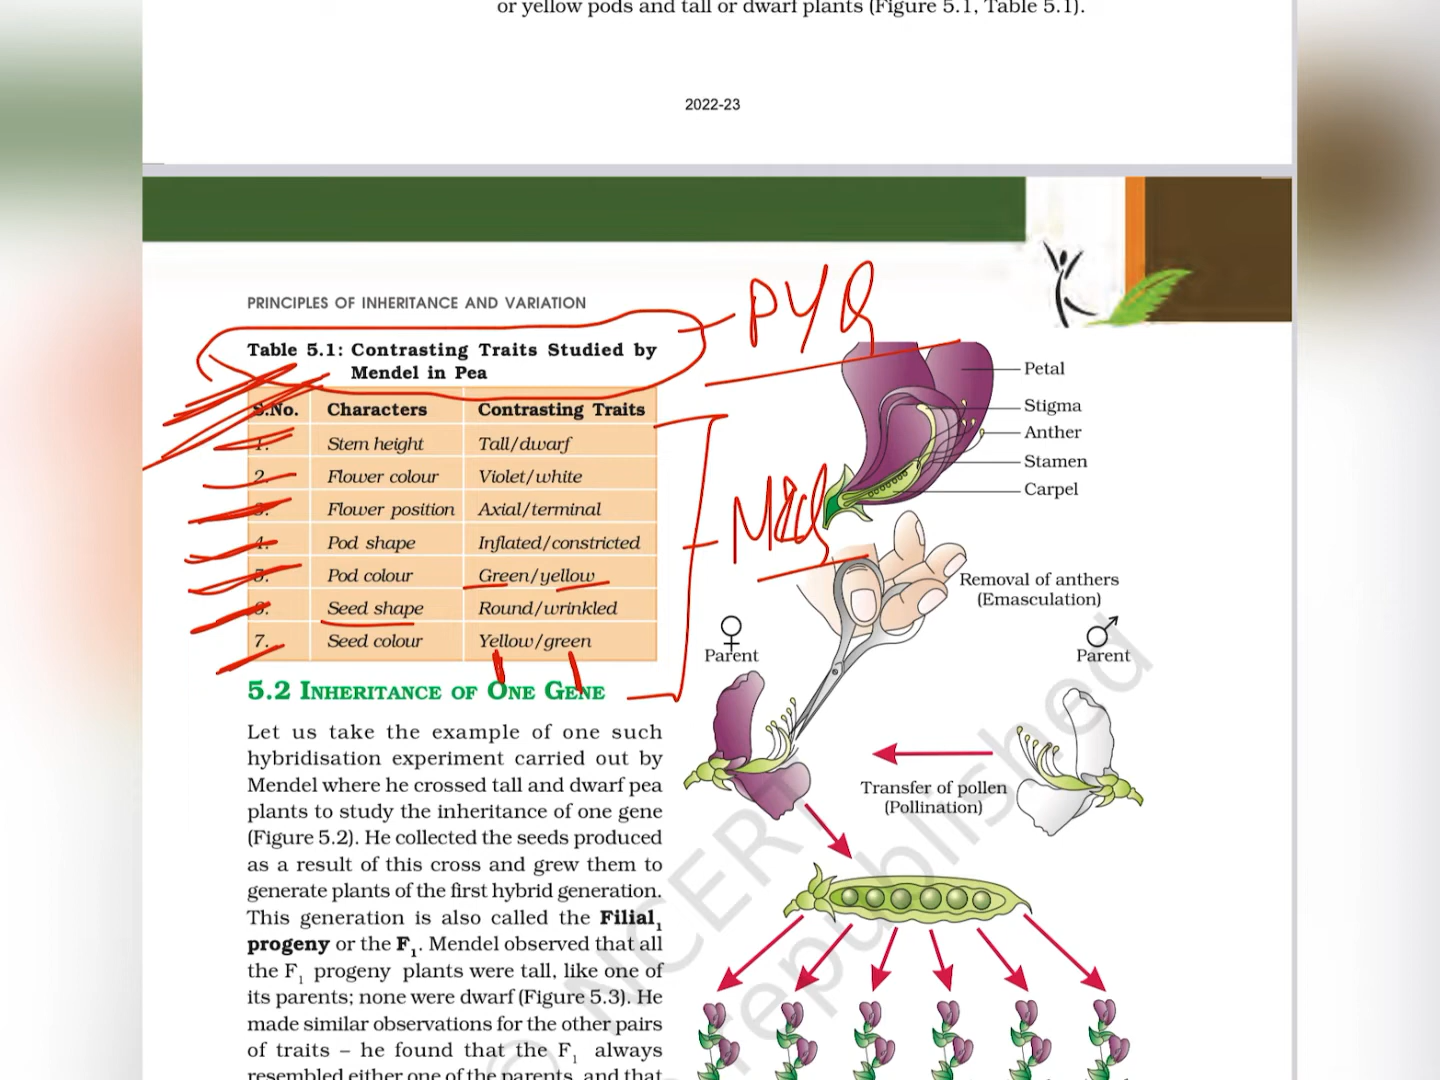 or yellow pods and tall or dwarf plants (Figure 5.1, Table 5.1).
2022-23
PRINCIPLES OF INHERITANCE AND VARIATION
PYQ
Table 5.1: Contrasting Traits Studied by
Mendel in Pea
S.No. Characters Contrasting Traits
1. Stem height Tall/dwarf
2. Flower colour Violet/white
3. Flower position Axial/terminal
4. Pod shape Inflated/constricted
5. Pod colour Green/yellow
6. Seed shape Round/wrinkled
7. Seed colour Yellow/green
Petal
Stigma
Anther
Stamen
Carpel
Removal of anthers
(Emasculation)
Parent
Parent
Transfer of pollen
(Pollination)
5.2 INHERITANCE OF ONE GENE
Let us take the example of one such
hybridisation experiment carried out by
Mendel where he crossed tall and dwarf pea
plants to study the inheritance of one gene
(Figure 5.2). He collected the seeds produced
as a result of this cross and grew them to
generate plants of the first hybrid generation.
This generation is also called the Filial₁
progeny or the F₁. Mendel observed that all
the F₁ progeny plants were tall, like one of
its parents; none were dwarf (Figure 5.3). He
made similar observations for the other pairs
of traits – he found that the F₁ always
resembled either one of the parents, and that
© NCERT
republished